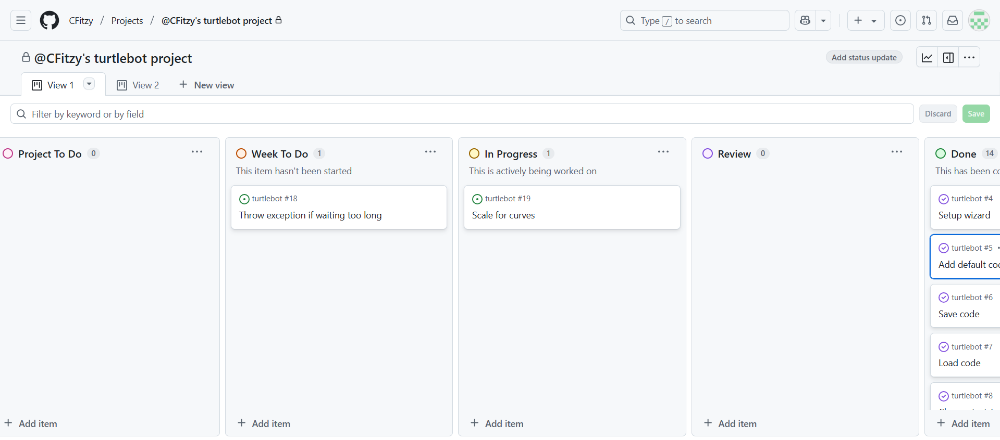 CFitzy / Projects / @CFitzy's turtlebot project
Type / to search
@CFitzy's turtlebot project
Add status update
View 1
View 2
New view
Filter by keyword or by field
Discard
Save
Project To Do 0
Add item
Week To Do 1
This item hasn't been started
turtlebot #18
Throw exception if waiting too long
Add item
In Progress 1
This is actively being worked on
turtlebot #19
Scale for curves
Add item
Review 0
Add item
Done 14
This has been
turtlebot #4
Setup wizard
turtlebot #5
Add default
turtlebot #6
Save code
turtlebot #7
Load code
turtlebot #8
Add item